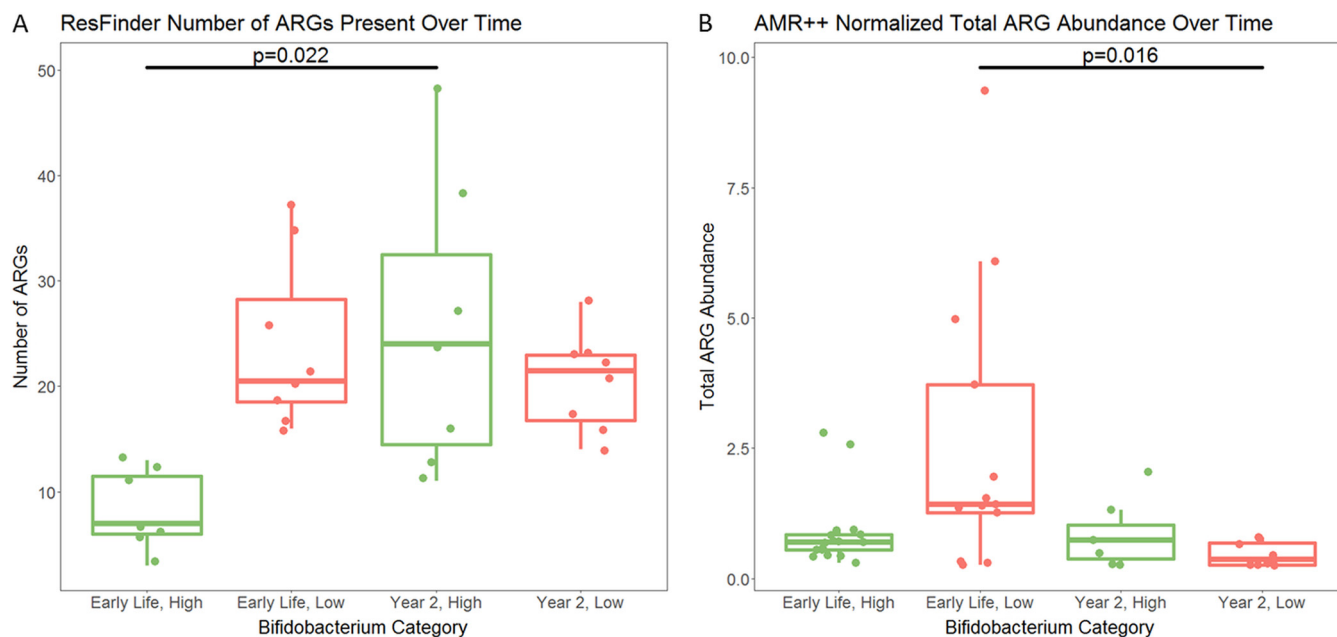 A ResFinder Number of ARGs Present Over Time
p=0.022
50
40
30
20
10
Number of ARGs
Early Life, High Early Life, Low Year 2, High Year 2, Low
Bifidobacterium Category
B AMR++ Normalized Total ARG Abundance Over Time
p=0.016
10.0
7.5
5.0
2.5
0.0
Total ARG Abundance
Early Life, High Early Life, Low Year 2, High Year 2, Low
Bifidobacterium Category